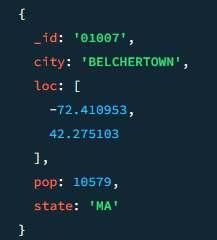 {
_id: '01007',
city: 'BELCHERTOWN',
loc: [
-72.410953,
42.275103
],
pop: 10579,
state: 'MA'
}